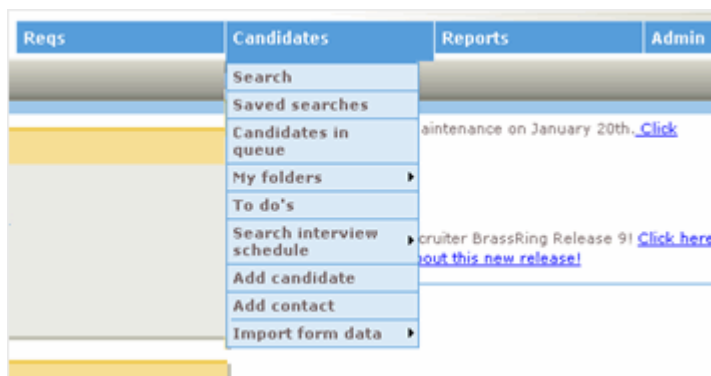 Reqs Candidates Reports Admin
Search
Saved searches
Candidates in
queue
My folders
To do's
Search interview
schedule
Add candidate
Add contact
Import form data
aintenance on January 20th. Click
cruiter BrassRing Release 9! Click here
out this new release!